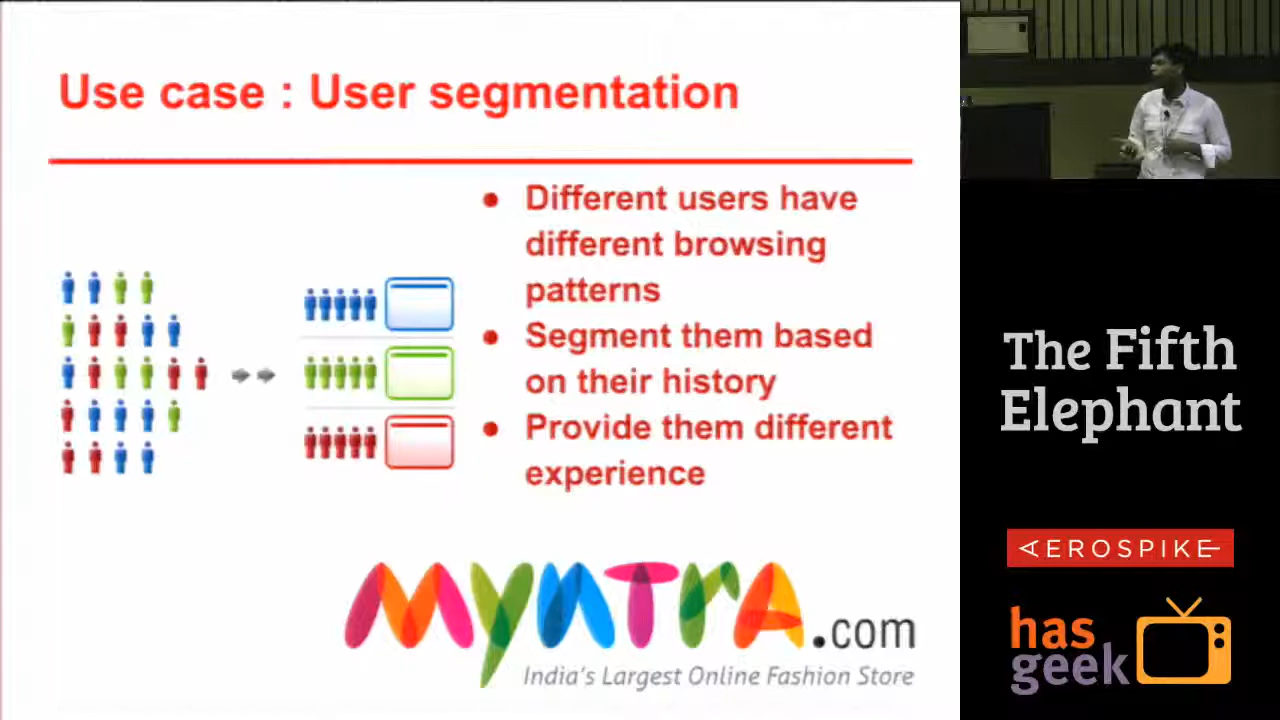 Use case : User segmentation
Different users have
different browsing
patterns
Segment them based
on their history
Provide them different
experience
myntra.com
India's Largest Online Fashion Store
The Fifth
Elephant
AEROSPIKE
has
geek